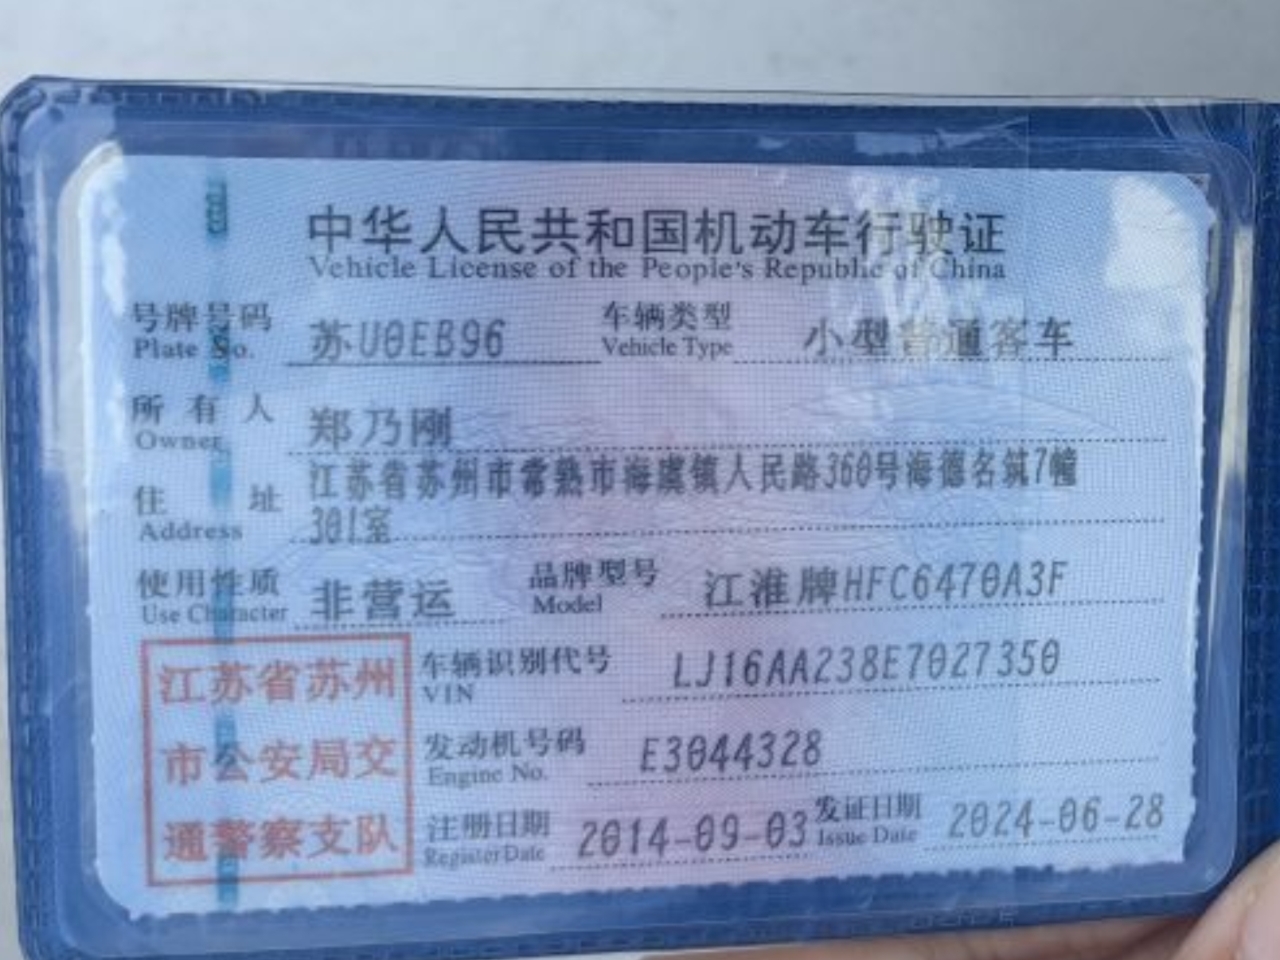 中华人民共和国机动车行驶证
Vehicle License of the People's Republic of China
号牌号码 苏U0EB96 车辆类型 小型普通客车
Plate No. Vehicle Type
所有人 郑乃刚
Owner
江苏省苏州市常熟市海虞镇人民路360号海德名筑7幢
住址 301室
Address
使用性质 非营运 品牌型号 江淮牌HFC6470A3F
Use Character Model
江苏省苏州 车辆识别代号 LJ16AA238E7027350
VIN
市公安局交 发动机号码 E3044328
Engine No.
通警察支队 注册日期 2014-09-03 发证日期 2024-06-28
Register Date Issue Date